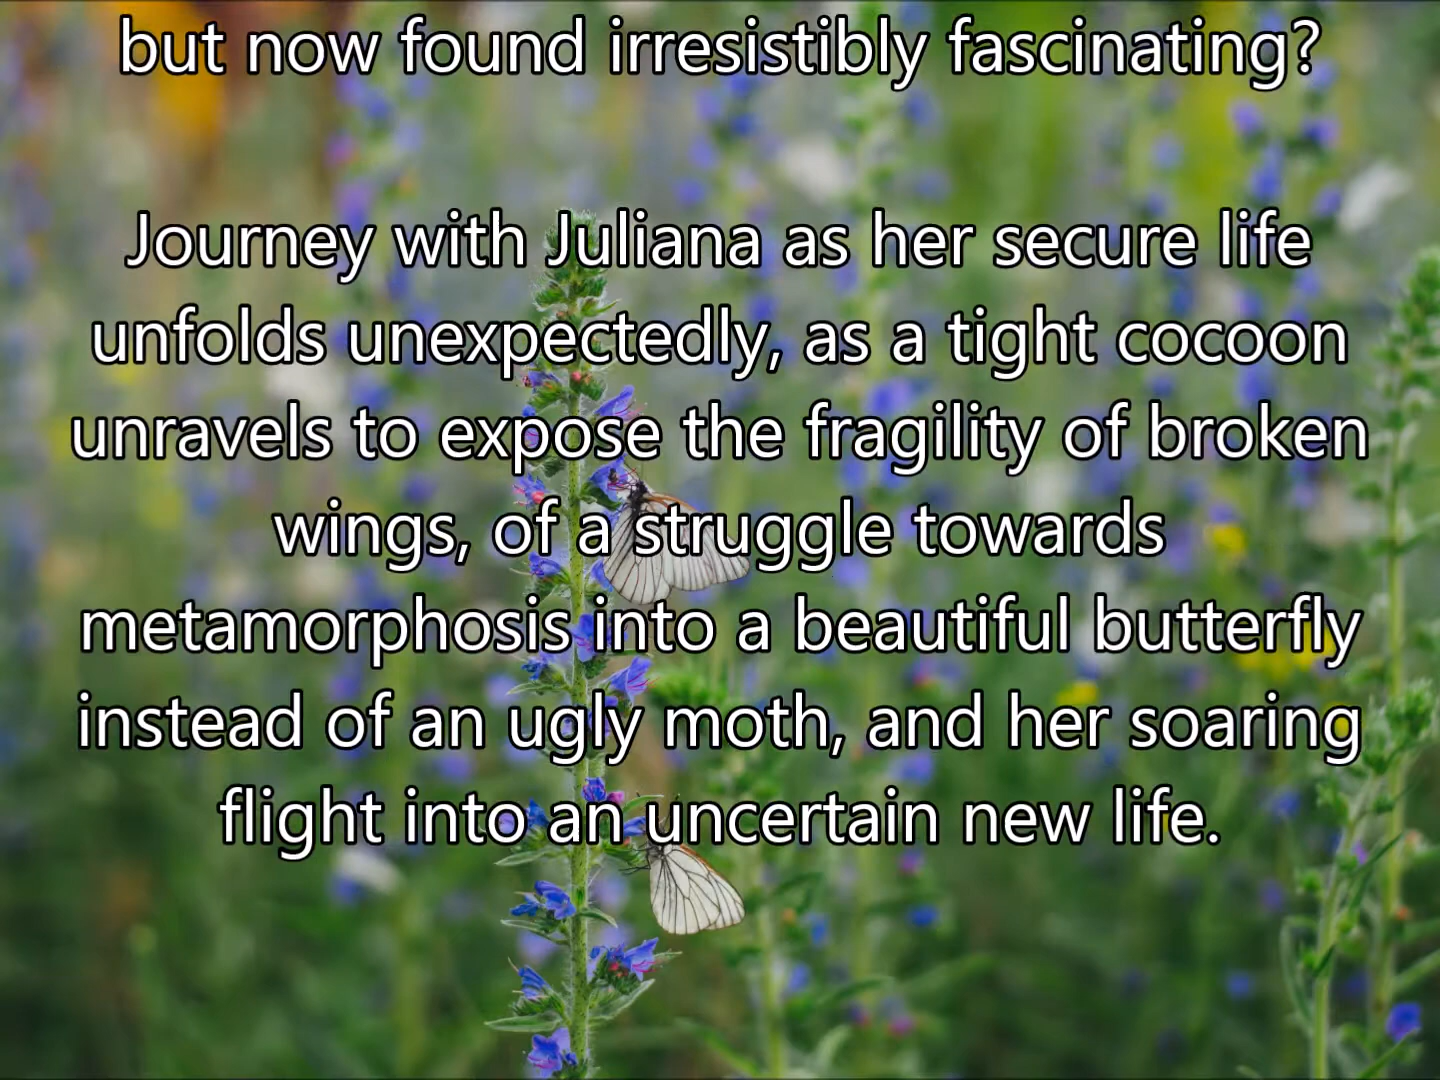 but now found irresistibly fascinating?
Journey with Juliana as her secure life
unfolds unexpectedly, as a tight cocoon
unravels to expose the fragility of broken
wings, of a struggle towards
metamorphosis into a beautiful butterfly
instead of an ugly moth, and her soaring
flight into an uncertain new life.